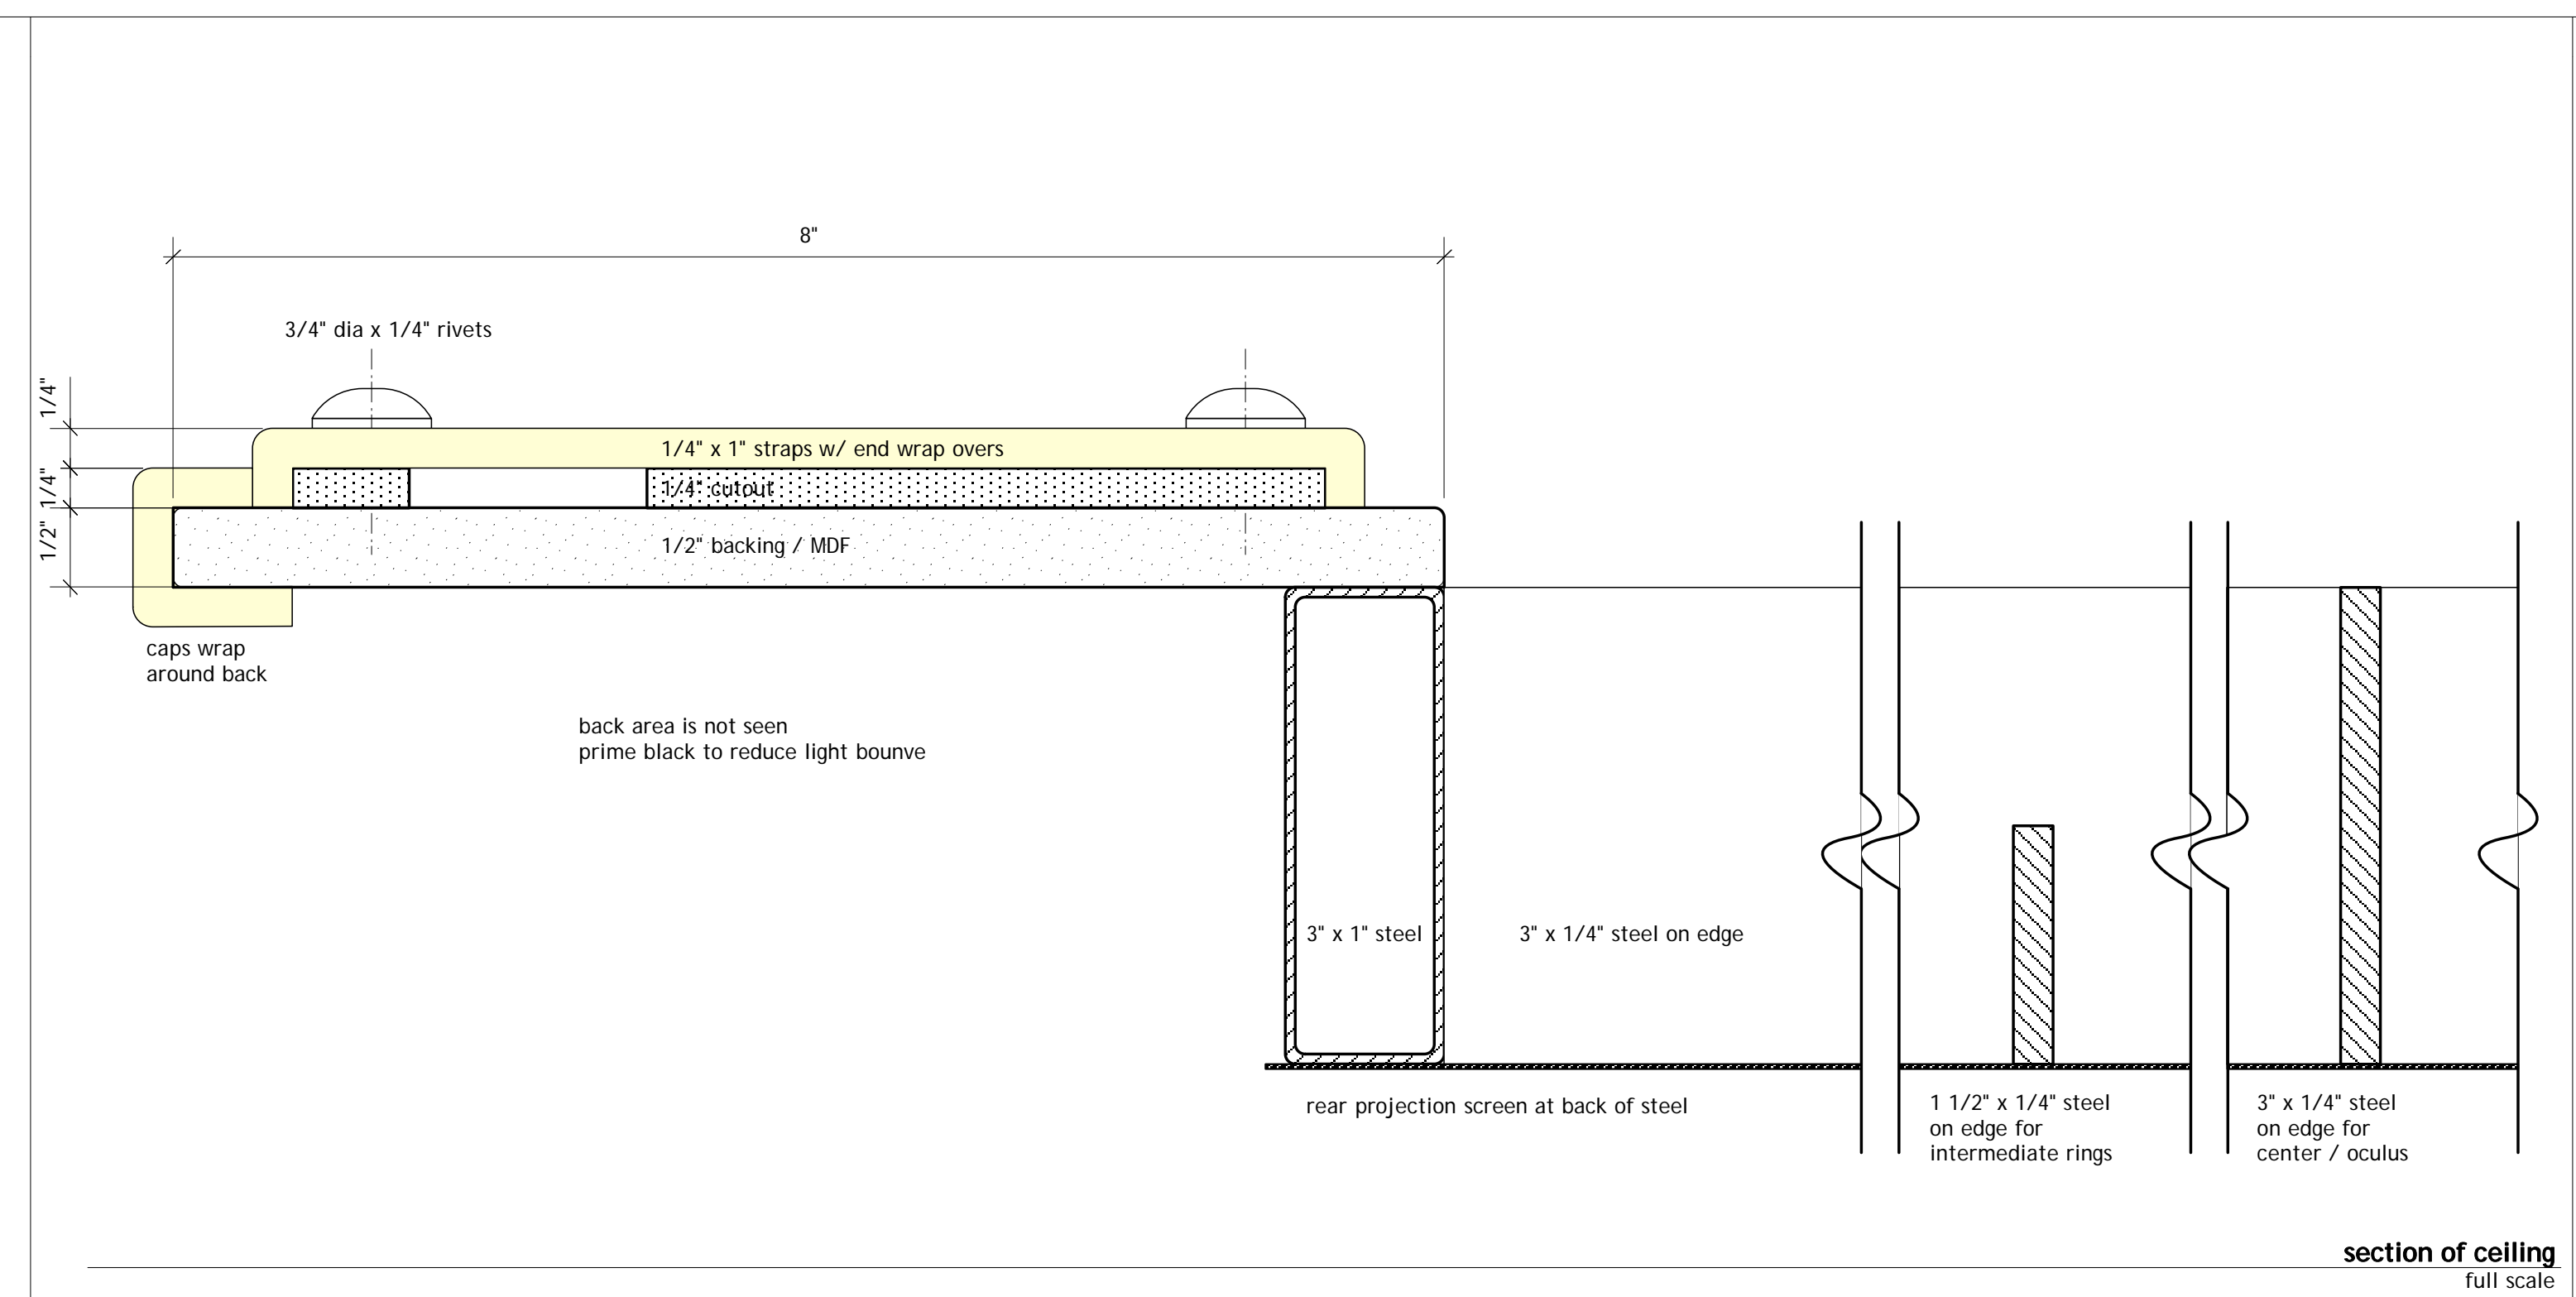 8"
3/4" dia x 1/4" rivets
1/4"
1/4"
1/2"
1/4" x 1" straps w/ end wrap overs
1/4" cutout
1/2" backing / MDF
caps wrap
around back
back area is not seen
prime black to reduce light bounve
3" x 1" steel
3" x 1/4" steel on edge
rear projection screen at back of steel
1 1/2" x 1/4" steel
on edge for
intermediate rings
3" x 1/4" steel
on edge for
center / oculus
section of ceiling
full scale